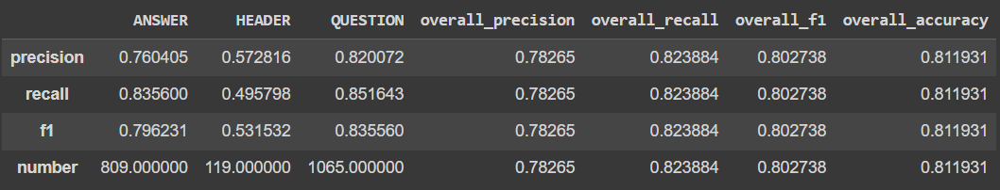 ANSWER HEADER QUESTION overall_precision overall_recall overall_f1 overall_accuracy
precision 0.760405 0.572816 0.820072 0.78265 0.823884 0.802738 0.811931
recall 0.835600 0.495798 0.851643 0.78265 0.823884 0.802738 0.811931
f1 0.796231 0.531532 0.835560 0.78265 0.823884 0.802738 0.811931
number 809.000000 119.000000 1065.000000 0.78265 0.823884 0.802738 0.811931